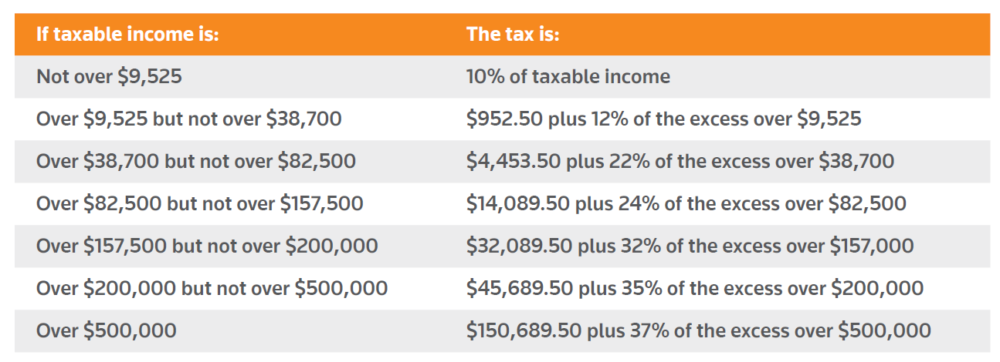 If taxable income is: The tax is:
Not over $9,525 10% of taxable income
Over $9,525 but not over $38,700 $952.50 plus 12% of the excess over $9,525
Over $38,700 but not over $82,500 $4,453.50 plus 22% of the excess over $38,700
Over $82,500 but not over $157,500 $14,089.50 plus 24% of the excess over $82,500
Over $157,500 but not over $200,000 $32,089.50 plus 32% of the excess over $157,000
Over $200,000 but not over $500,000 $45,689.50 plus 35% of the excess over $200,000
Over $500,000 $150,689.50 plus 37% of the excess over $500,000